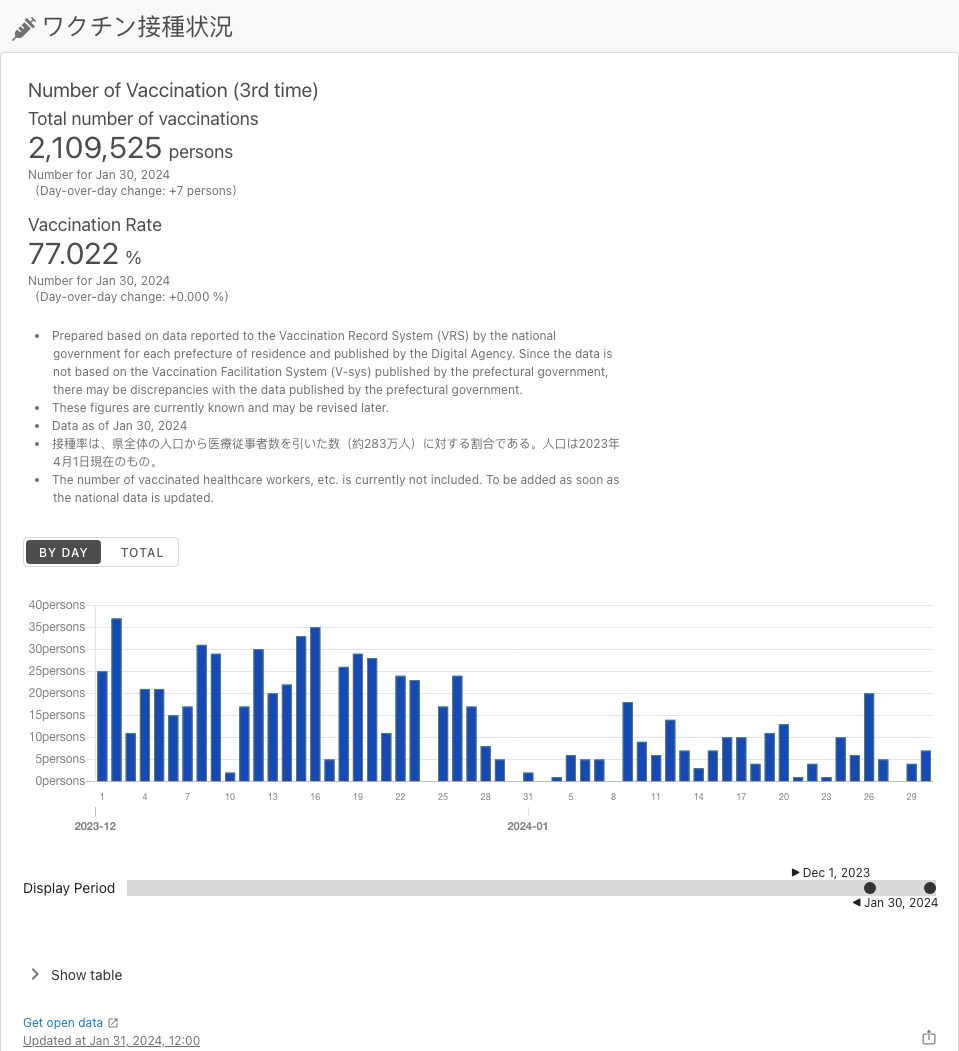 ワクチン接種状況
Number of Vaccination (3rd time)
Total number of vaccinations
2,109,525 persons
Number for Jan 30, 2024
(Day-over-day change: +7 persons)
Vaccination Rate
77.022 %
Number for Jan 30, 2024
(Day-over-day change: +0.000 %)
• Prepared based on data reported to the Vaccination Record System (VRS) by the national
government for each prefecture of residence and published by the Digital Agency. Since the data is
not based on the Vaccination Facilitation System (V-sys) published by the prefectural government,
there may be discrepancies with the data published by the prefectural government.
• These figures are currently known and may be revised later.
• Data as of Jan 30, 2024
• 接種率は、県全体の人口から医療従事者数を引いた数（約283万人）に対する割合である。人口は2023年
4月1日現在のもの。
• The number of vaccinated healthcare workers, etc. is currently not included. To be added as soon as
the national data is updated.
BY DAY TOTAL
40persons
35persons
30persons
25persons
20persons
15persons
10persons
5persons
0persons
1 4 7 10 13 16 19 22 25 28 31 5 8 11 14 17 20 23 26 29
2023-12 2024-01
Dec 1, 2023
Display Period
Jan 30, 2024
Show table
Get open data
Updated at Jan 31, 2024, 12:00